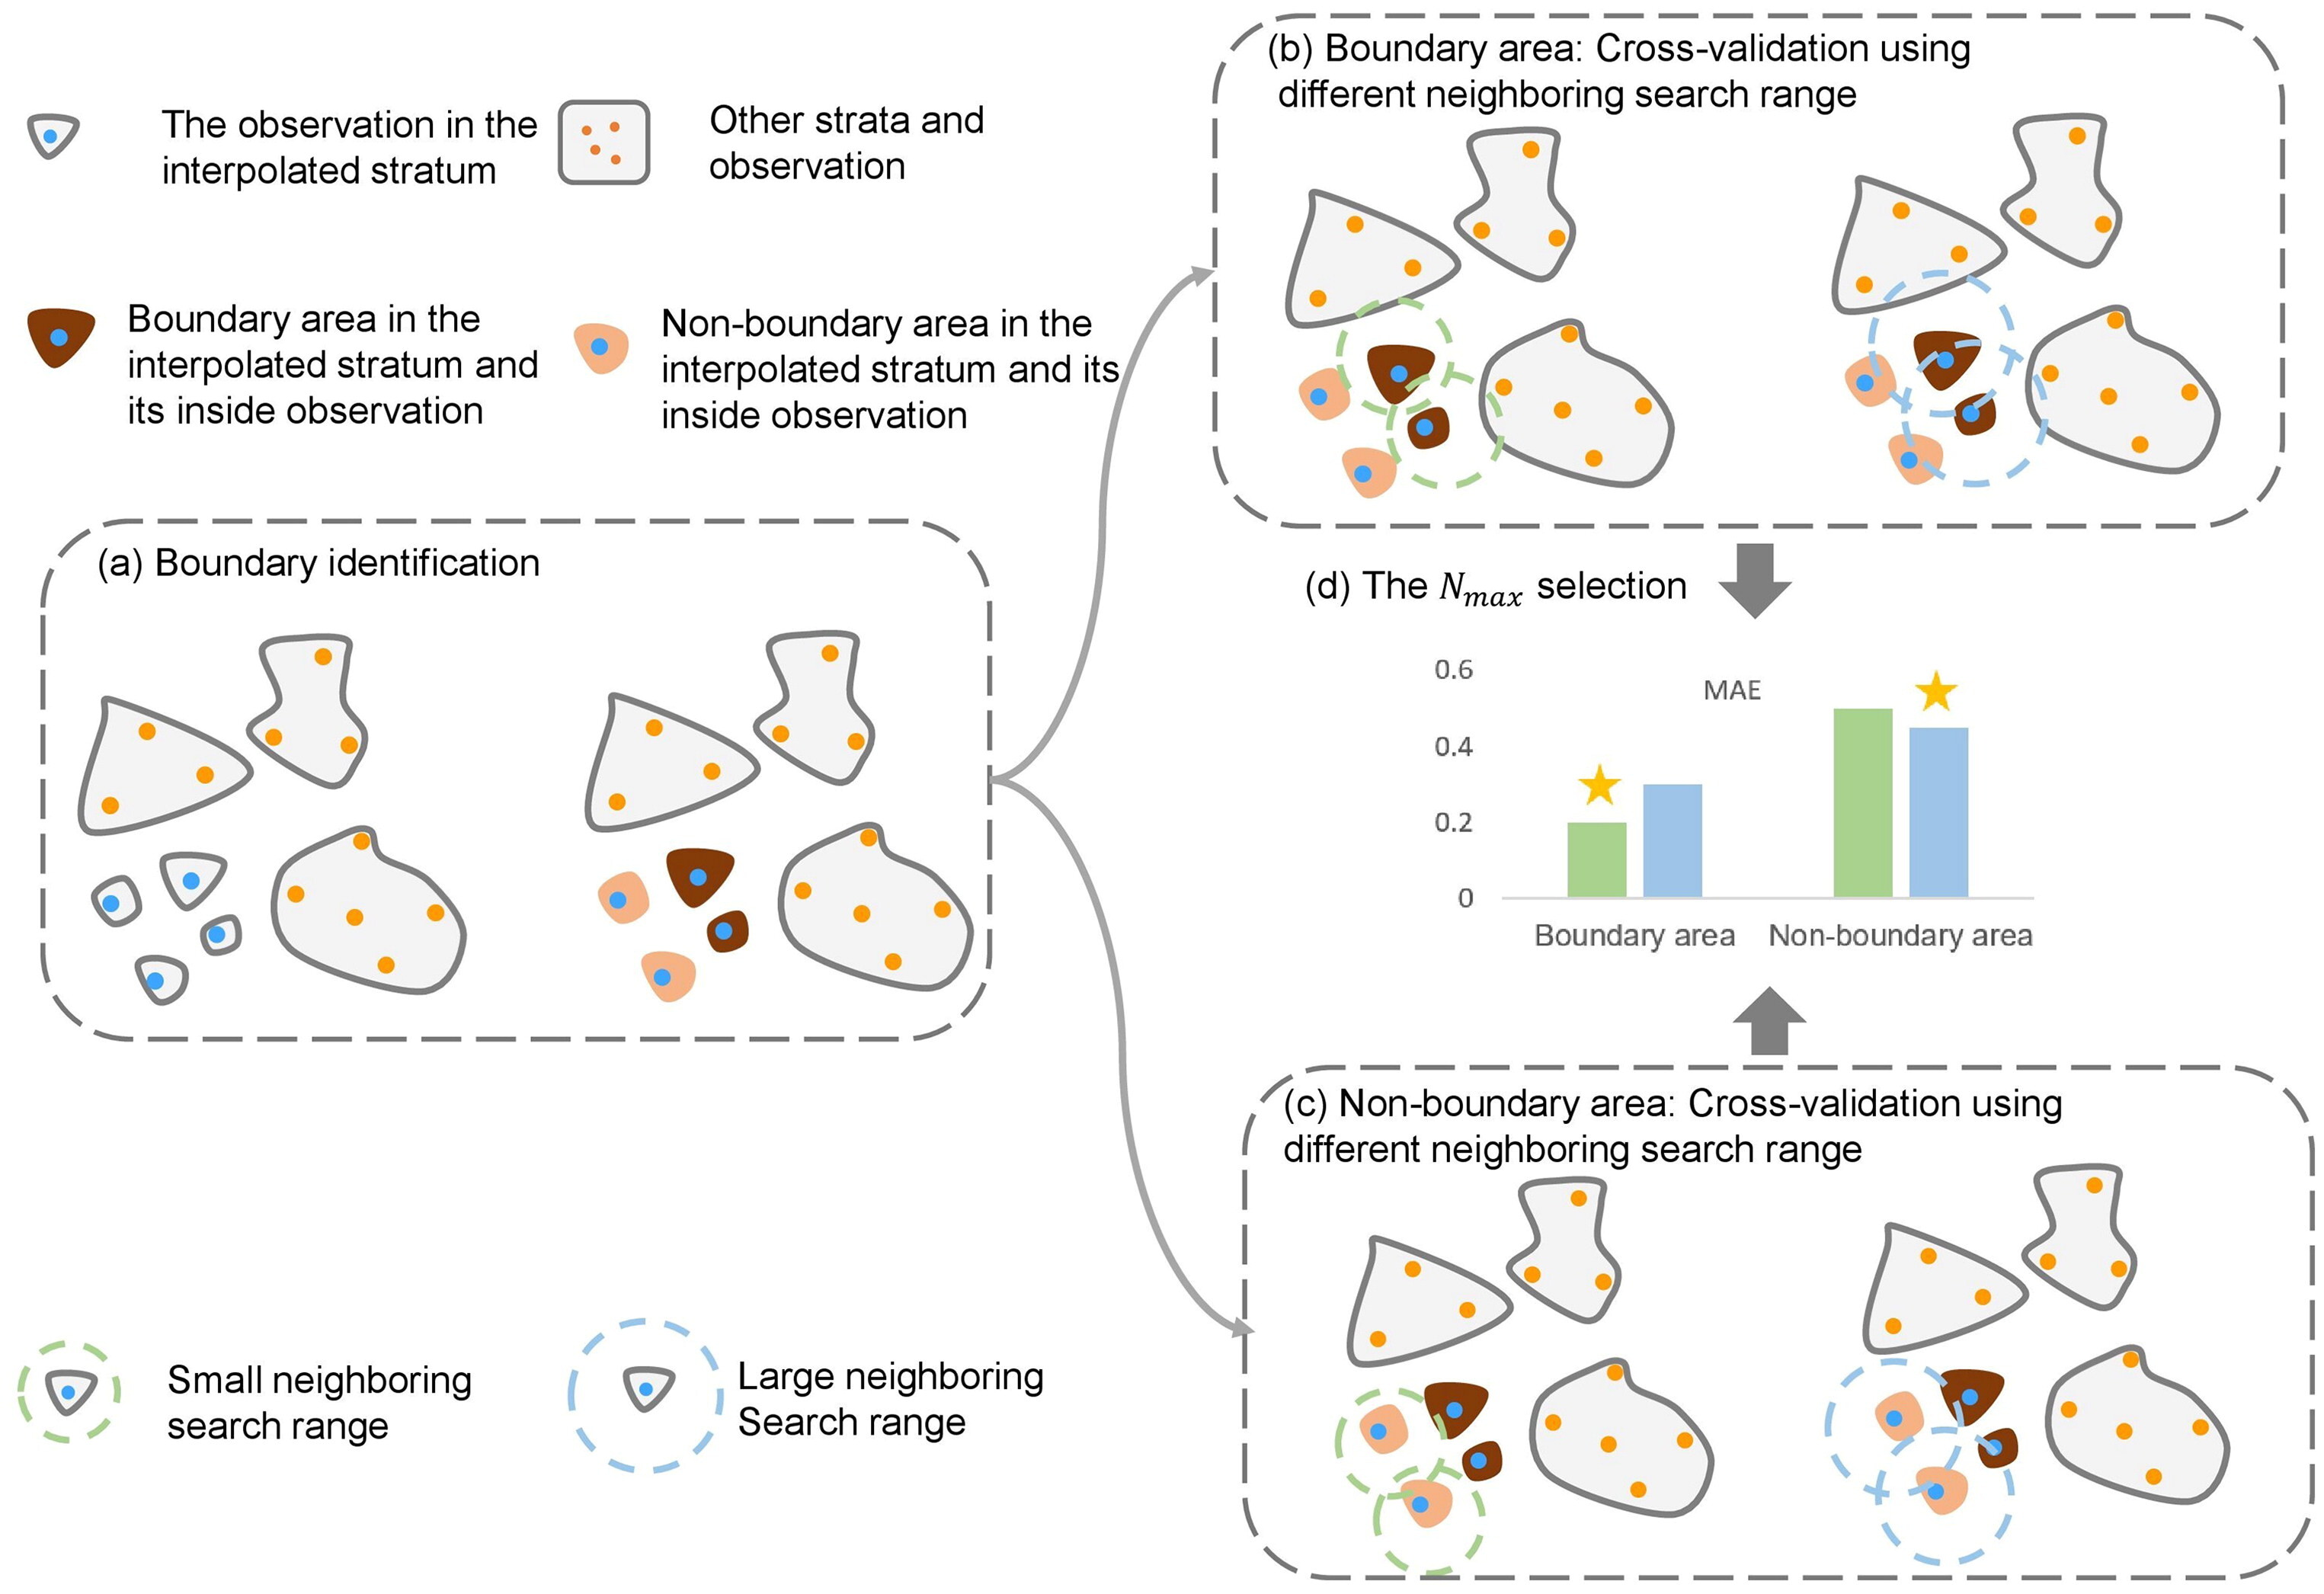 The observation in the
interpolated stratum
Other strata and
observation
Boundary area in the
interpolated stratum and
its inside observation
Non-boundary area in the
interpolated stratum and its
inside observation
(a) Boundary identification
Small neighboring
search range
Large neighboring
Search range
(b) Boundary area: Cross-validation using
different neighboring search range
(d) The Nmax selection
MAE
0.6
0.4
0.2
0
Boundary area
Non-boundary area
(c) Non-boundary area: Cross-validation using
different neighboring search range